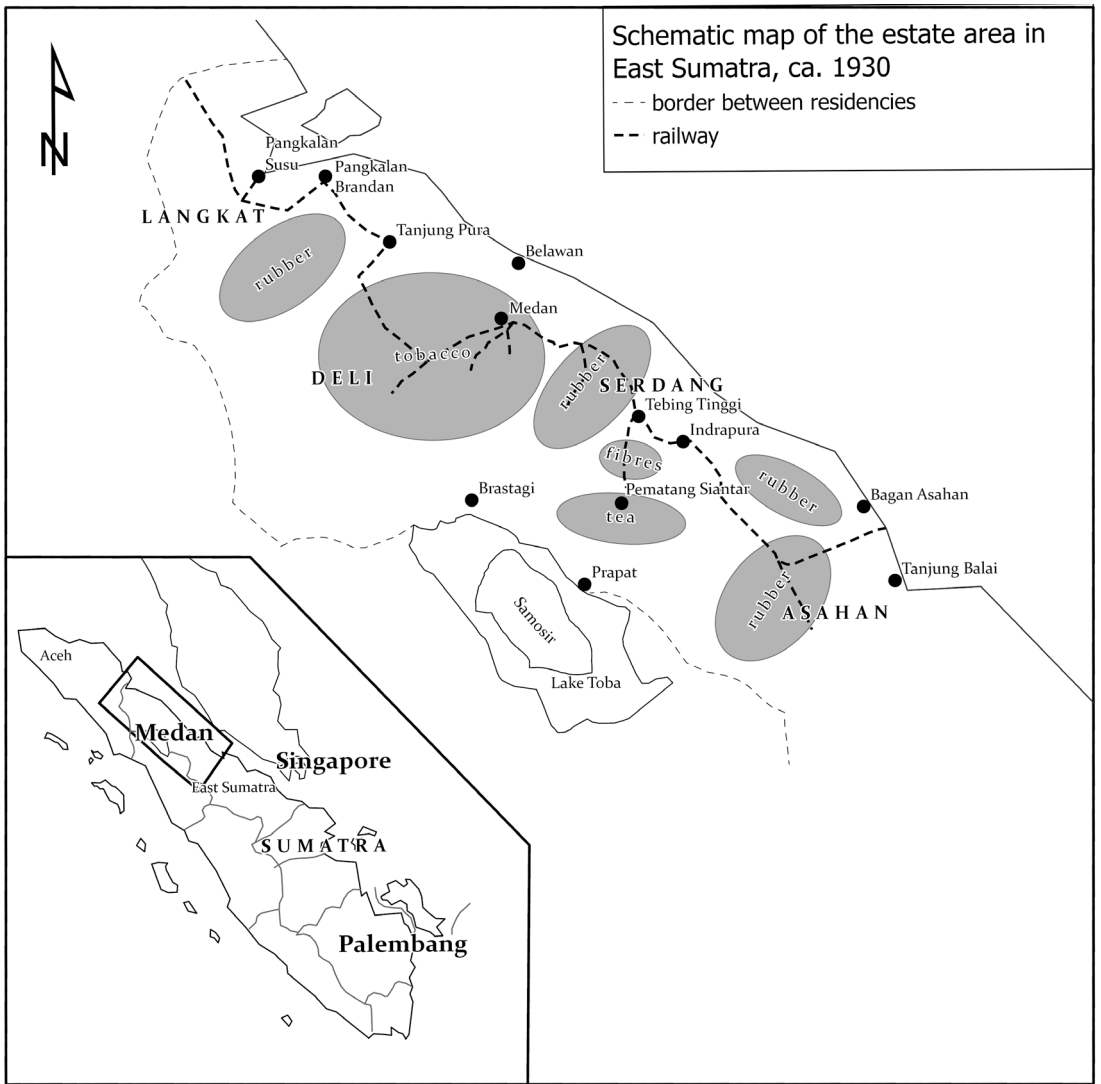 Schematic map of the estate area in
East Sumatra, ca. 1930
border between residencies
railway
N
Pangkalan
Susu
Pangkalan
Brandan
LANGKAT
rubber
Tanjung Pura
Belawan
Medan
tobacco
DELI
rubber
SERDANG
Tebing Tinggi
Indrapura
fibres
Pematang Siantar
tea
Brastagi
rubber
Bagan Asahan
Prapat
Tanjung Balai
rubber
ASAHAN
Samosir
Lake Toba
Aceh
Medan
Singapore
East Sumatra
SUMATRA
Palembang